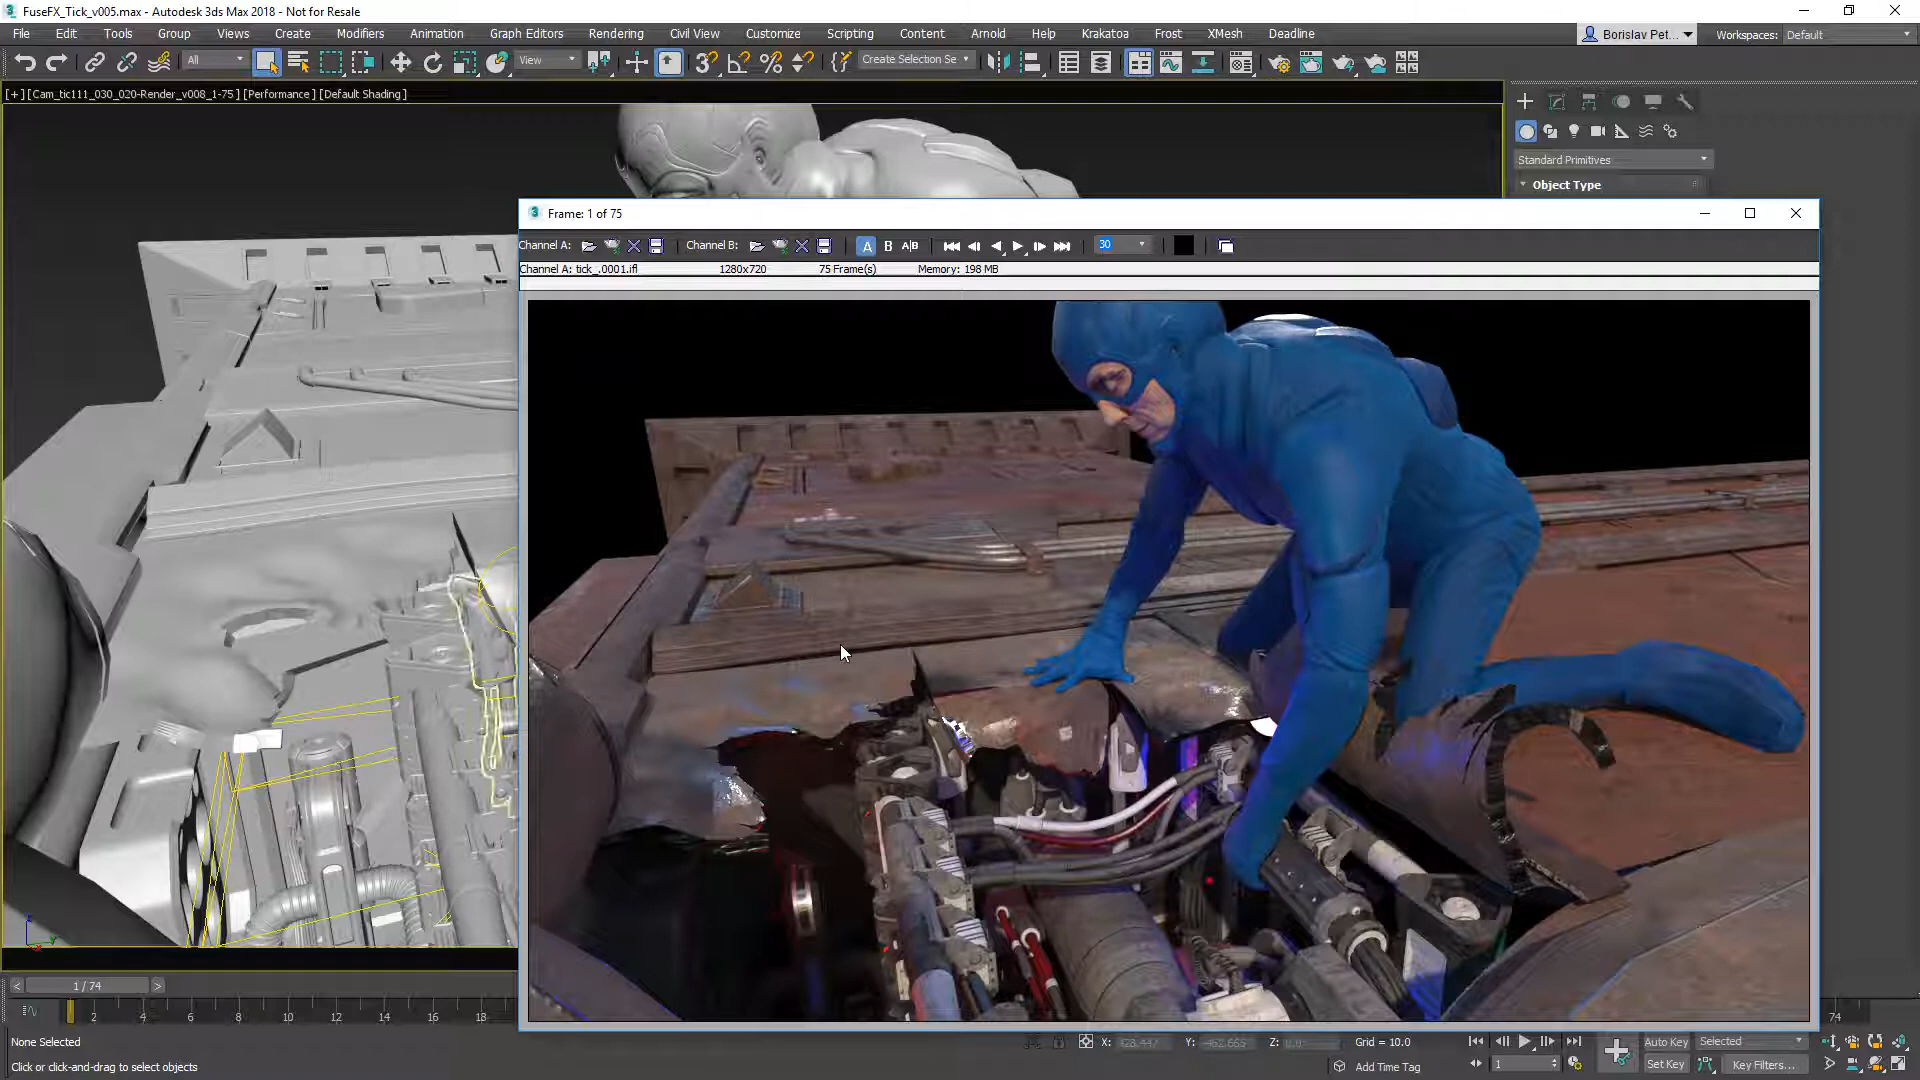 FuseFX_Tick_v005.max - Autodesk 3ds Max 2018 - Not for Resale
File Edit Tools Group Views Create Modifiers Animation Graph Editors Rendering Civil View Customize Scripting Content Arnold Help Krakatoa Frost XMesh Deadline
Borislav Pet... Workspaces: Default
All View Create Selection Se
[+] [Cam_tic111_030_020-Render_v008_1-75] [Performance] [Default Shading]
Standard Primitives
Object Type
Frame: 1 of 75
Channel A: Channel B: A B A|B 30
Channel A: tick_.0001.ifl 1280x720 75 Frame(s) Memory: 198 MB
1 / 74
2 4 6 8 10 12 14 16 18 74
None Selected X: Y: Z: Grid = 10.0 Auto Key Selected
Click or click-and-drag to select objects Add Time Tag 1 Set Key Key Filters...